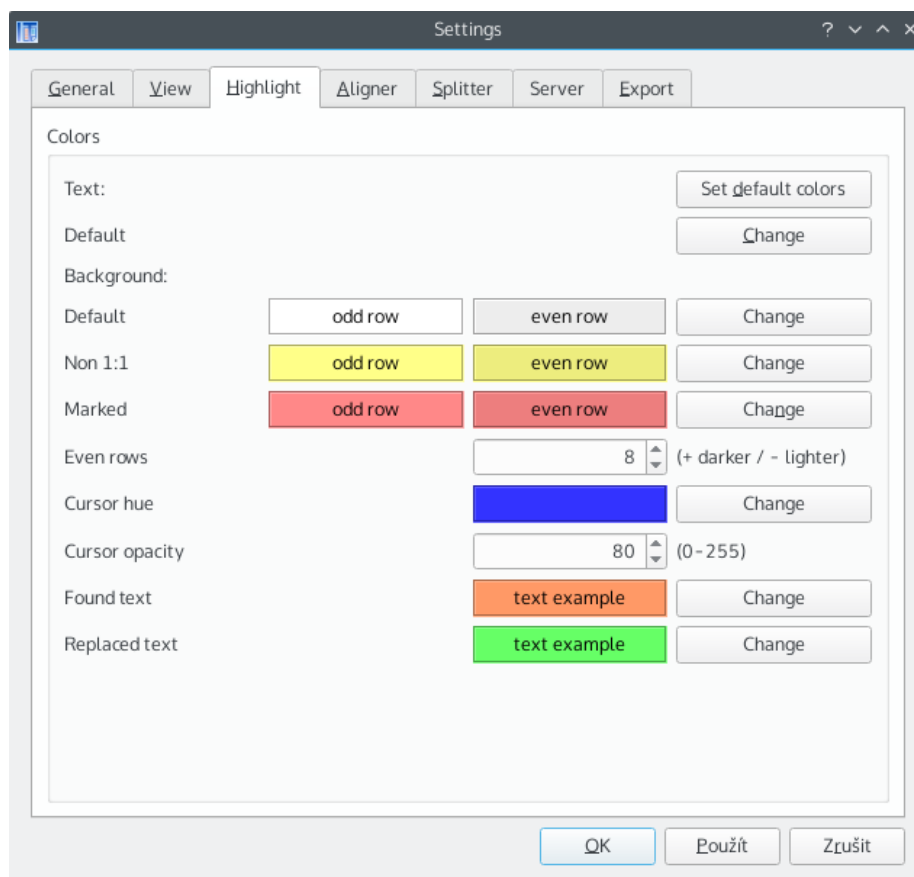 Settings
General View Highlight Aligner Splitter Server Export
Colors
Text: Set default colors
Default Change
Background:
Default odd row even row Change
Non 1:1 odd row even row Change
Marked odd row even row Change
Even rows 8 (+ darker / - lighter)
Cursor hue Change
Cursor opacity 80 (0-255)
Found text text example Change
Replaced text text example Change
OK Použít Zrušit